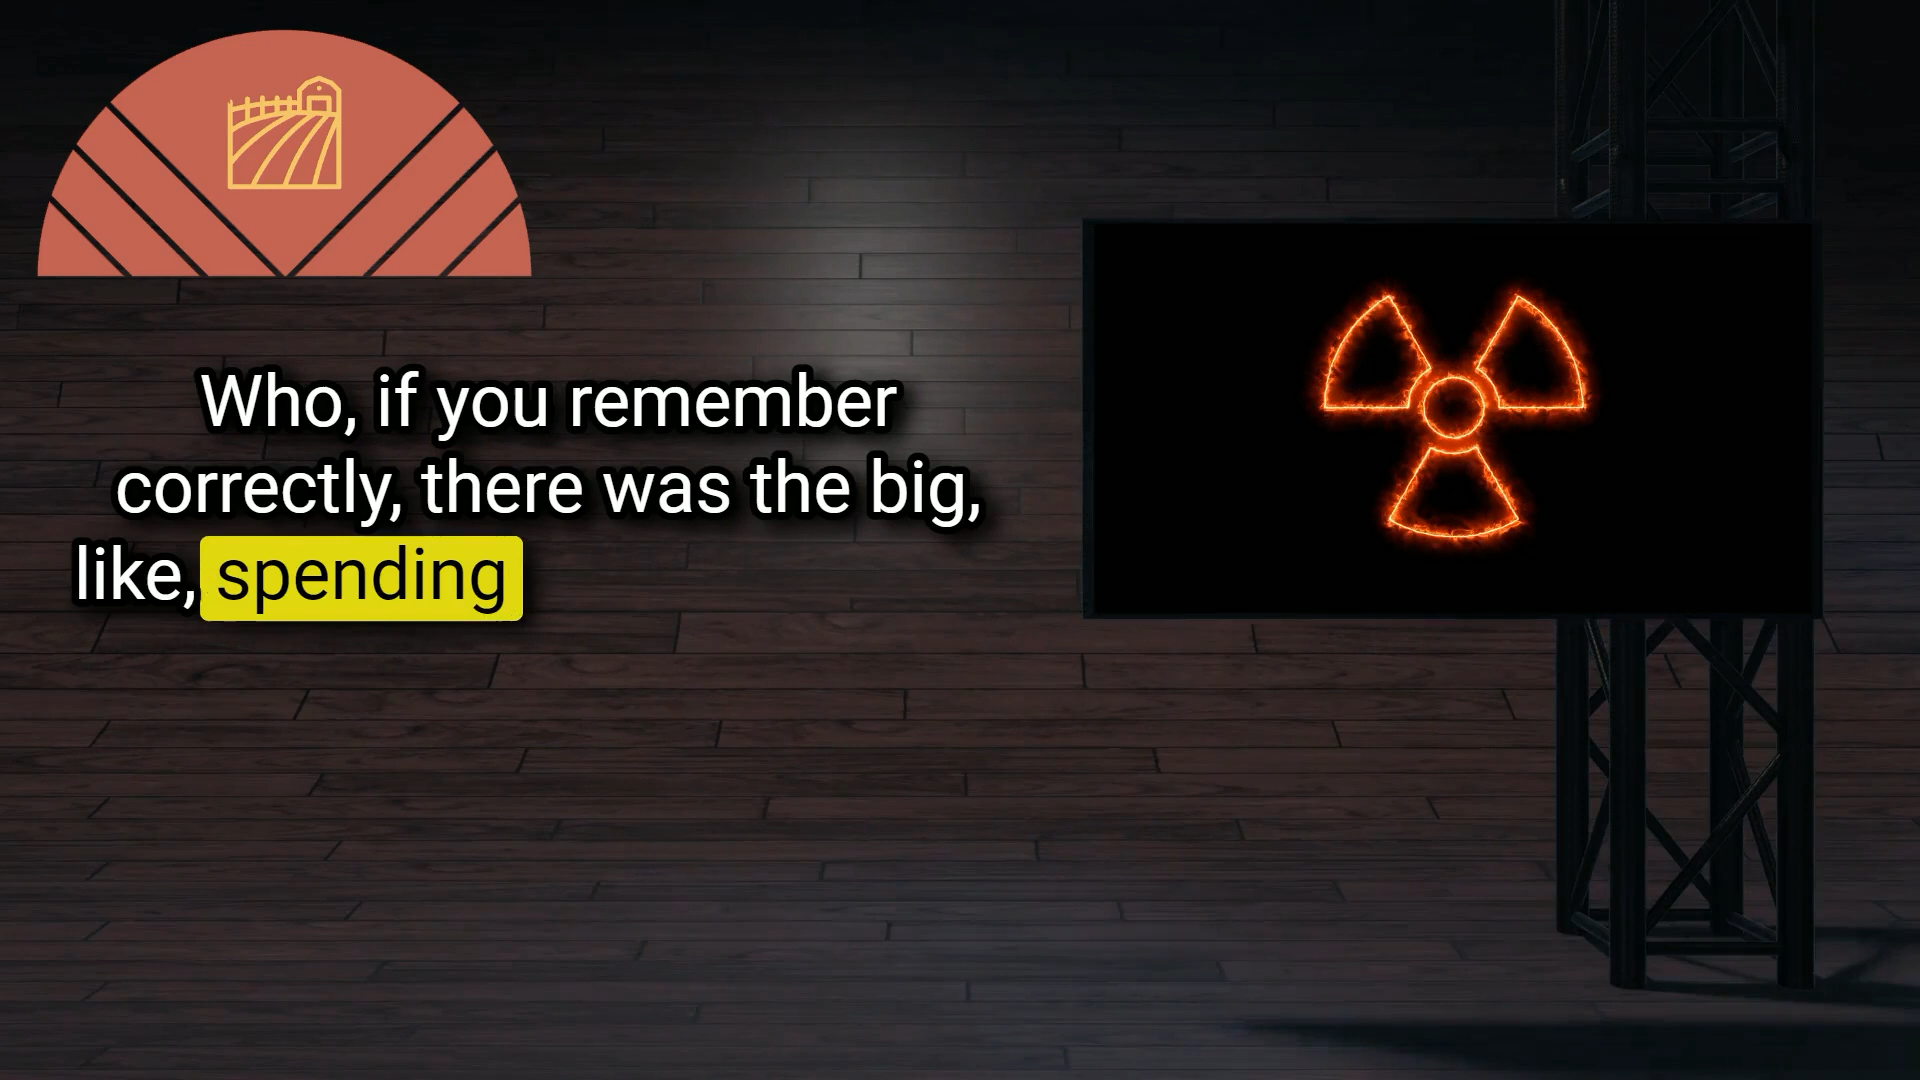 Who, if you remember
correctly, there was the big,
like, spending